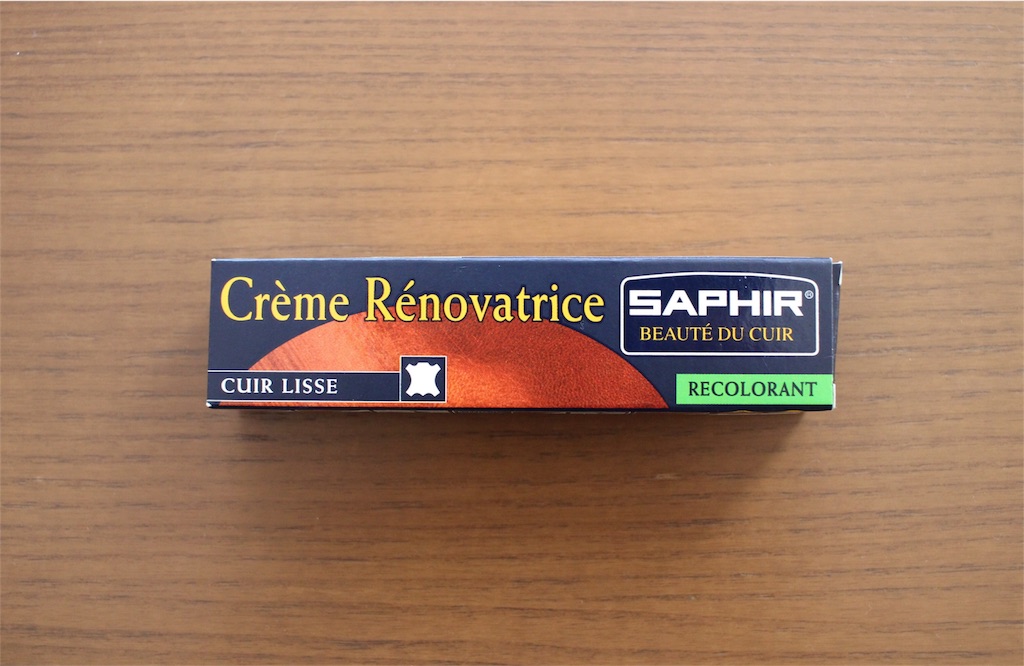 Crème Rénovatrice
SAPHIR®
BEAUTÉ DU CUIR
CUIR LISSE
RECOLORANT